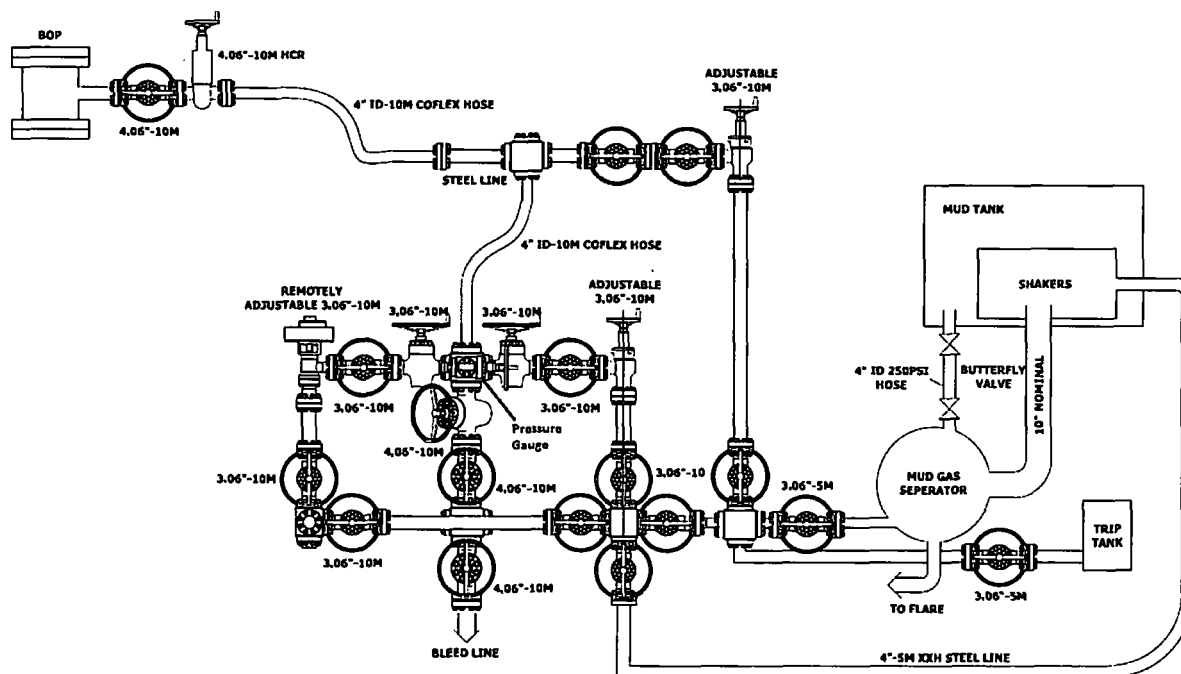 BOP
4.06"-10M HCR
4.06"-10M
4" ID-10M COFLEX HOSE
ADJUSTABLE
3.06"-10M
STEEL LINE
4" ID-10M COFLEX HOSE
MUD TANK
SHAKERS
REMOTELY
ADJUSTABLE 3.06"-10M
3.06"-10M
3.06"-10M
ADJUSTABLE
3.06"-10M
4" ID 250PSI
HOSE
BUTTERFLY
VALVE
10" NOMINAL
3.06"-10M
3.06"-10M
Pressure
Gauge
4.06"-10M
3.06"-10M
4.06"-10M
3.06"-10
3.06"-5M
MUD GAS
SEPERATOR
TRIP
TANK
3.06"-10M
4.06"-10M
3.06"-5M
TO FLARE
BLEED LINE
4"-5M XXH STEEL LINE